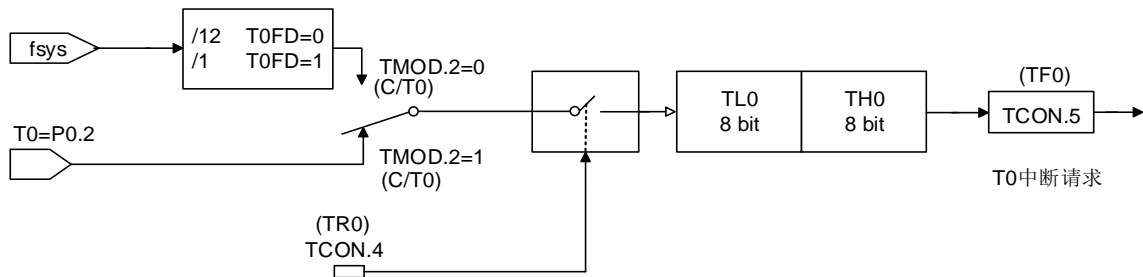 fsys
/12 T0FD=0
/1 T0FD=1
TMOD.2=0
(C/T0)
T0=P0.2
TMOD.2=1
(C/T0)
(TR0)
TCON.4
TL0
8 bit
TH0
8 bit
(TF0)
TCON.5
T0中断请求